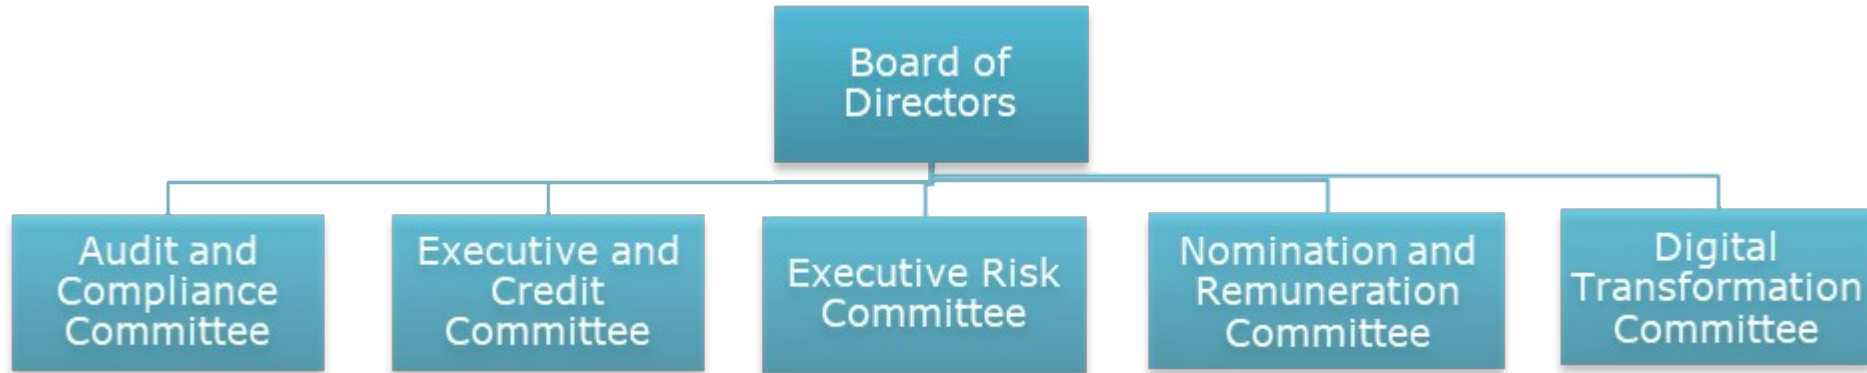 Board of
Directors
Audit and
Compliance
Committee
Executive and
Credit
Committee
Executive Risk
Committee
Nomination and
Remuneration
Committee
Digital
Transformation
Committee